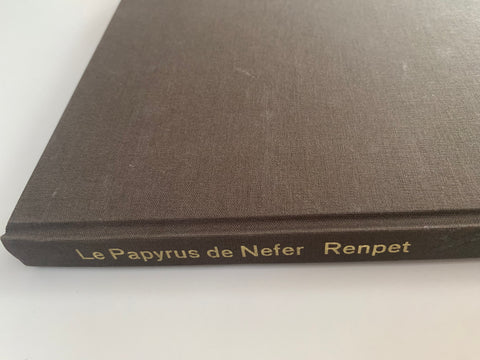 Le Papyrus de Nefer Renpet